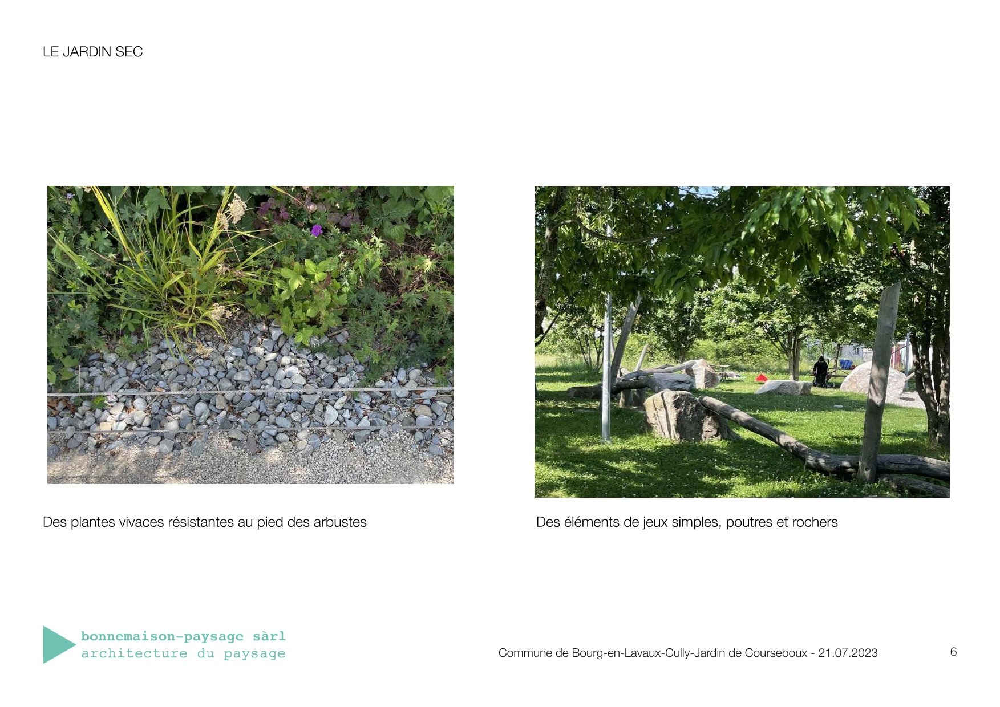 LE JARDIN SEC
Des plantes vivaces résistantes au pied des arbustes
Des éléments de jeux simples, poutres et rochers
bonnemaison-paysage sàrl
architecture du paysage
Commune de Bourg-en-Lavaux-Cully-Jardin de Courseboux - 21.07.2023
6